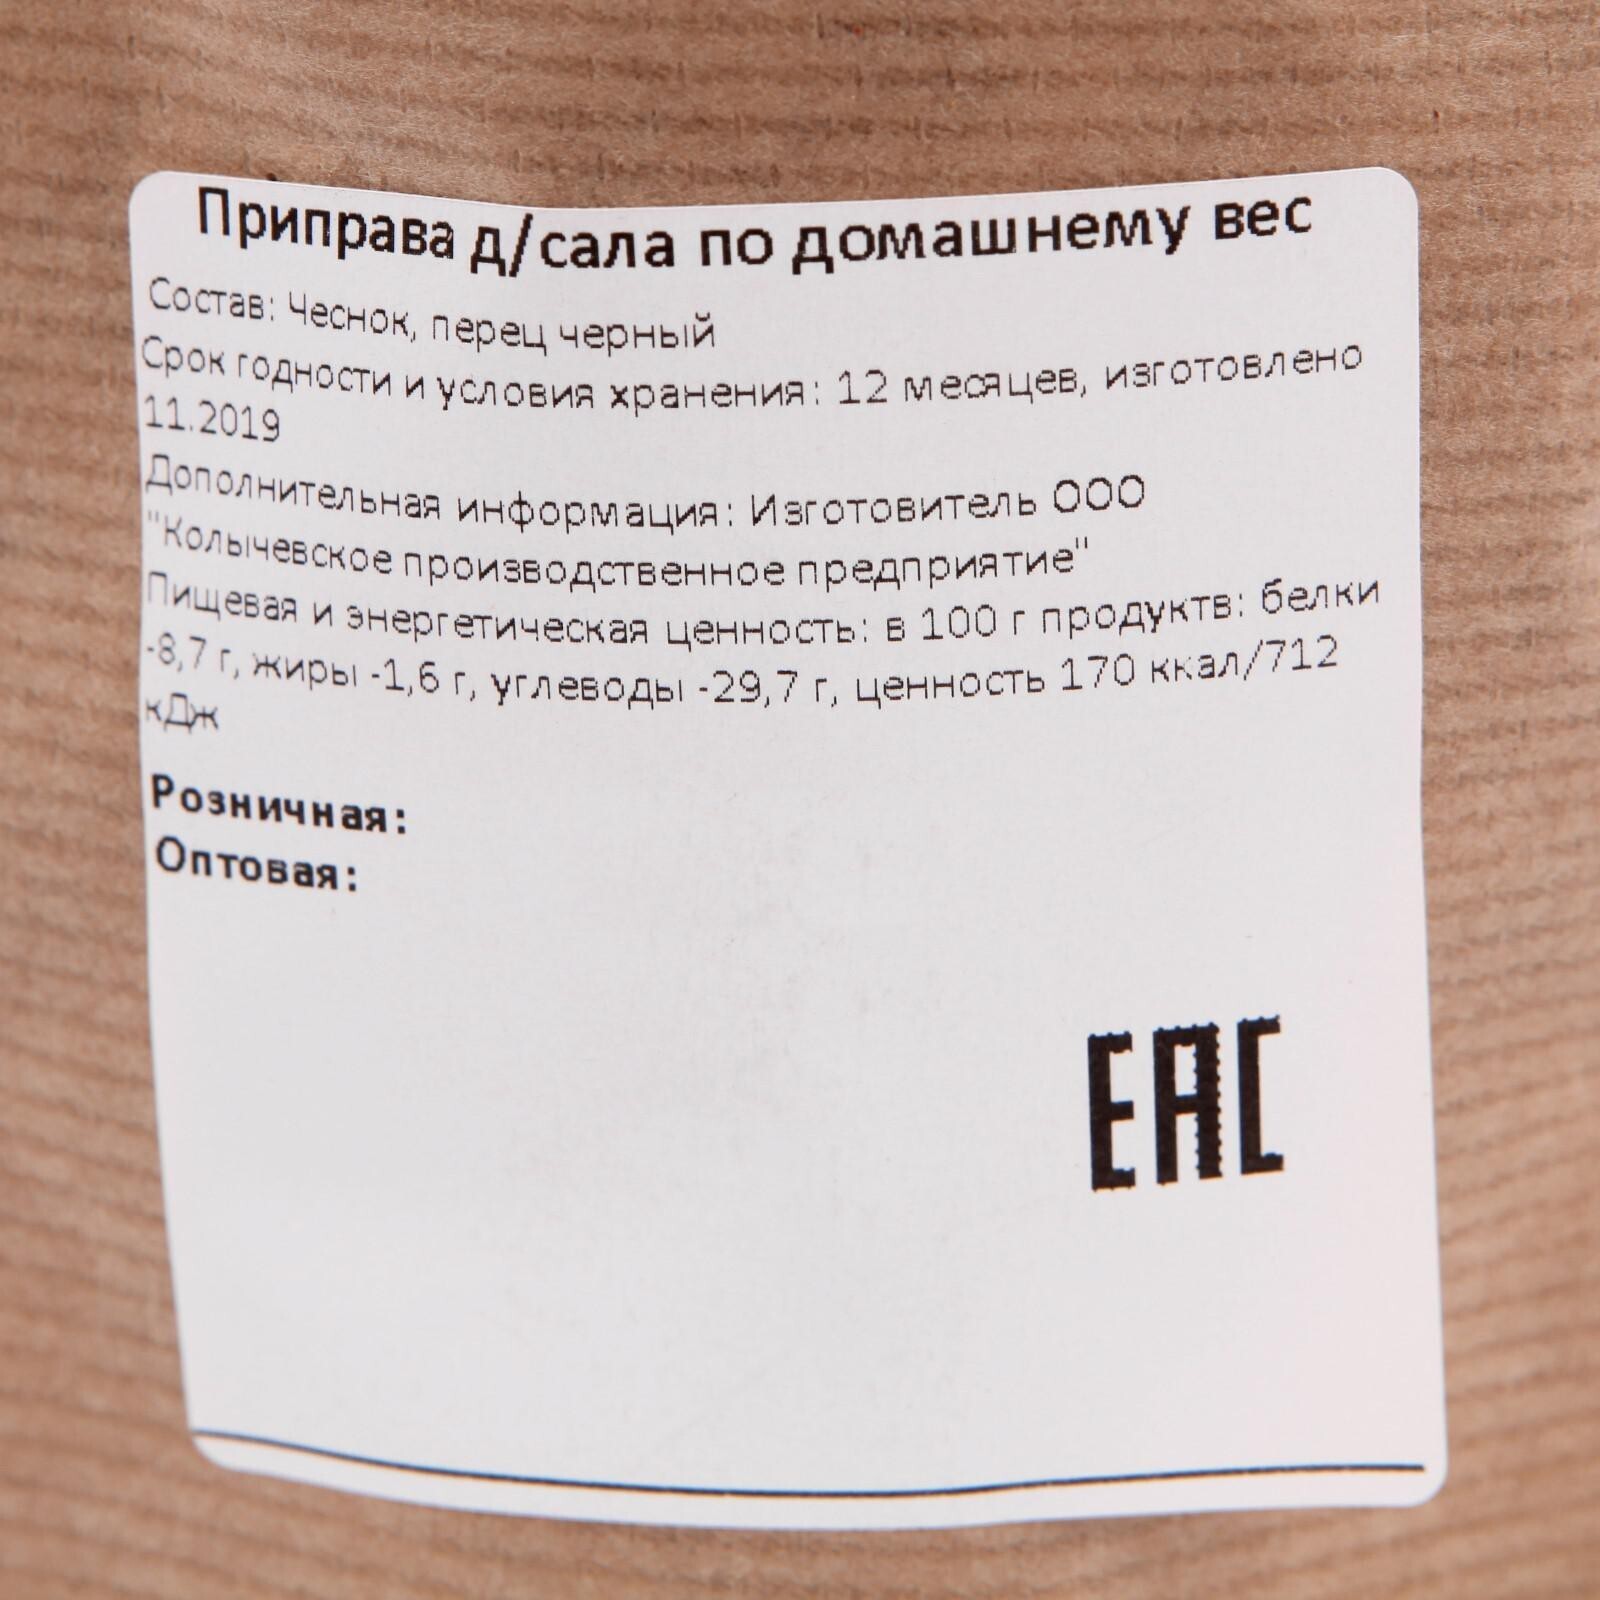 Приправа д/сала по домашнему вес
Состав: Чеснок, перец черный
Срок годности и условия хранения: 12 месяцев, изготовлено
11.2019
Дополнительная информация: Изготовитель ООО
"Колычевское производственное предприятие"
Пищевая и энергетическая ценность: в 100 г продуктв: белки
-8,7 г, жиры -1,6 г, углеводы -29,7 г, ценность 170 ккал/712
кДж
Розничная:
Оптовая:
ЕАС